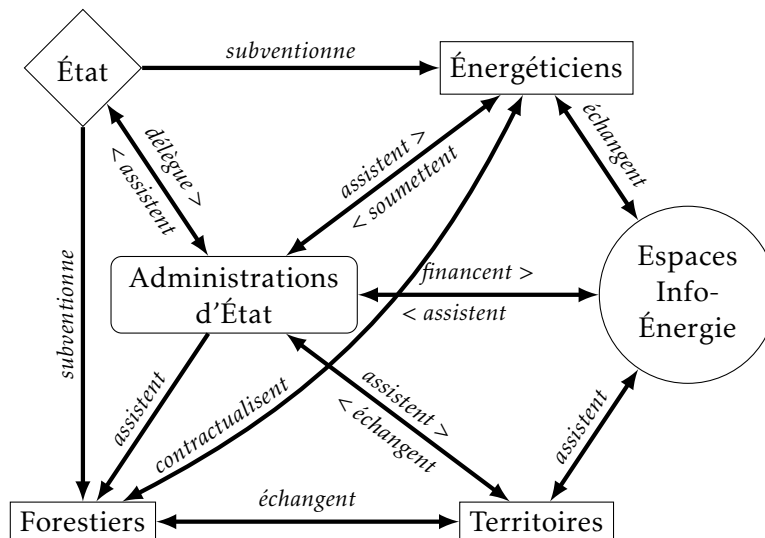 subventionne
État
Énergéticiens
délègue >
< assistent
assistent >
< soumettent
échangent
subventionne
Administrations
d'État
financent >
< assistent
Espaces
Info-
Énergie
assistent
contractualisent
assistent >
< échangent
assistent
Forestiers
échangent
Territoires